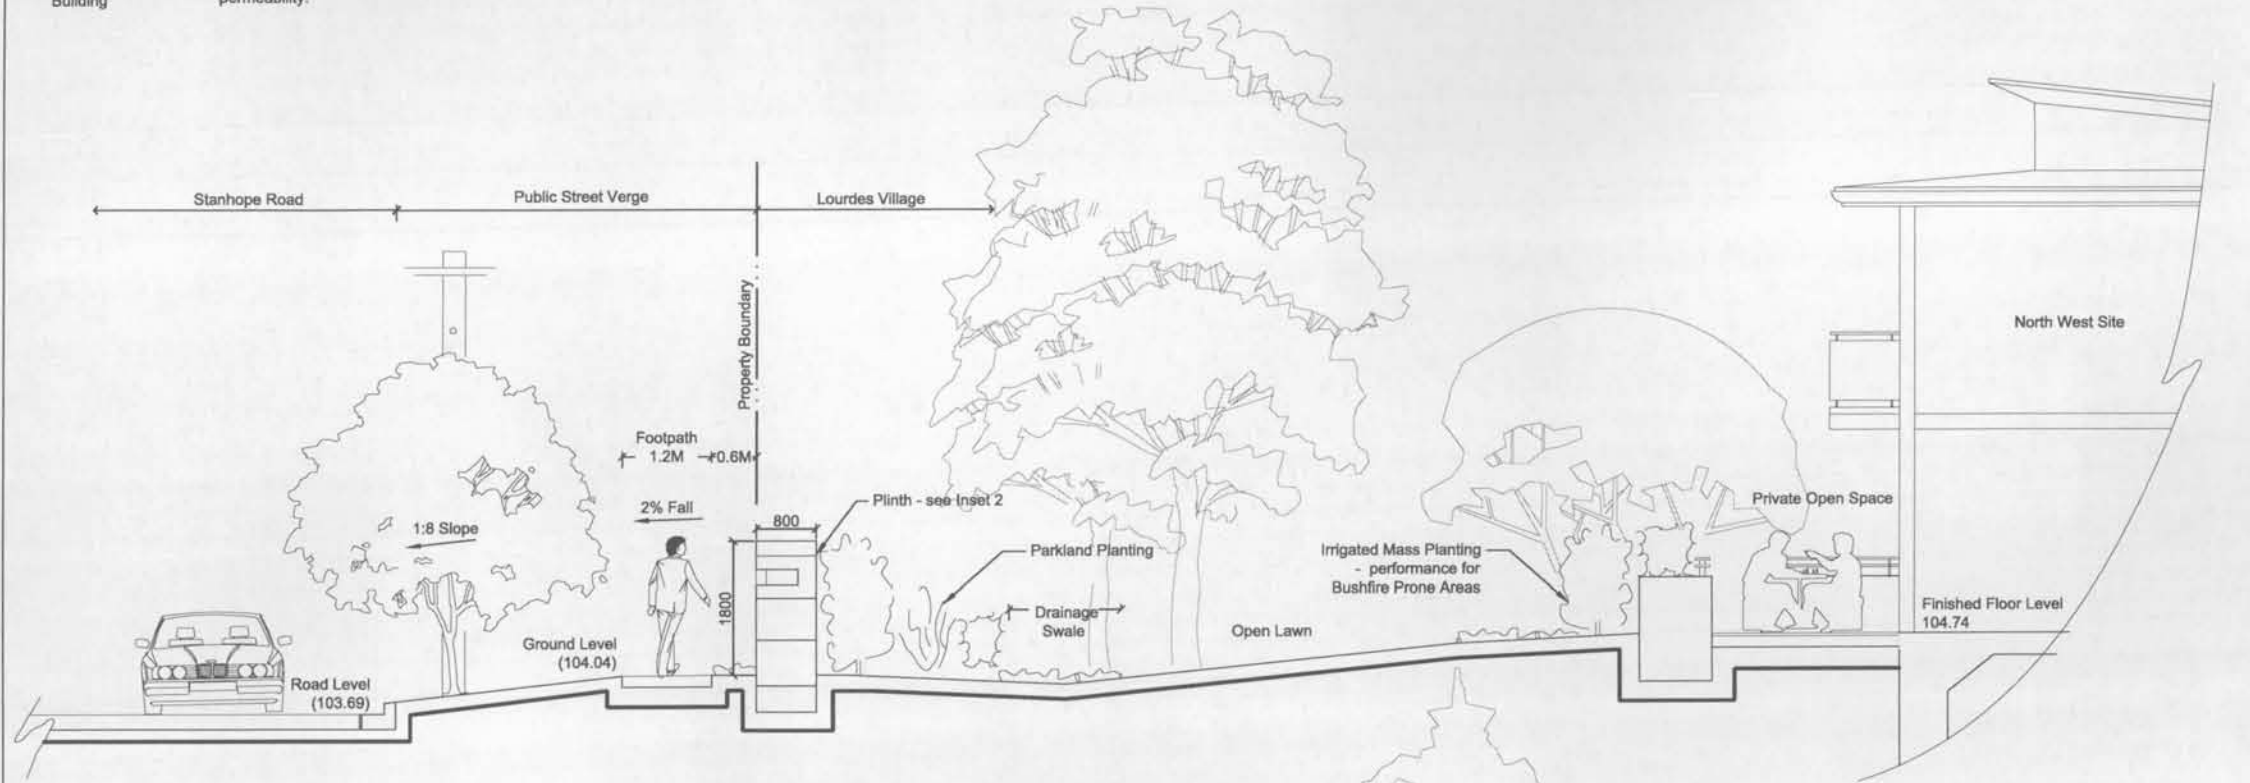 Building
permeability.
Stanhope Road
Public Street Verge
Lourdes Village
Property Boundary
North West Site
Footpath
1.2M
0.6M
2% Fall
1:8 Slope
800
Plinth - see Inset 2
1800
Parkland Planting
Irrigated Mass Planting
- performance for
Bushfire Prone Areas
Private Open Space
Drainage
Swale
Open Lawn
Ground Level
(104.04)
Road Level
(103.69)
Finished Floor Level
104.74